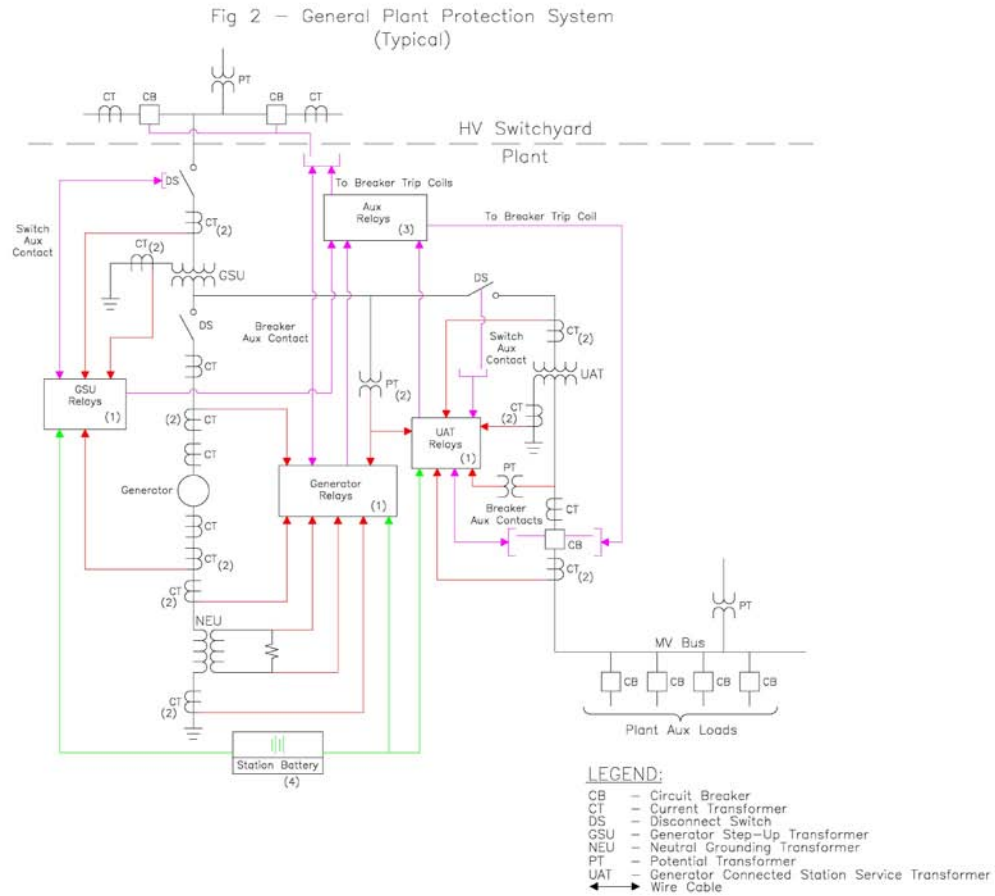 Fig 2 – General Plant Protection System
(Typical)
PT
CT
CB
CB
CT
HV Switchyard
Plant
DS
To Breaker Trip Coils
Aux
Relays
(3)
To Breaker Trip Coil
Switch
Aux
Contact
CT
(2)
CT
(2)
GSU
DS
DS
Breaker
Aux Contact
Switch
Aux
Contact
CT
(2)
CT
PT
(2)
UAT
GSU
Relays
(1)
CT
(2)
(2)
CT
UAT
Relays
(1)
CT
PT
Generator
Generator
Relays
(1)
CT
Breaker
Aux Contacts
CT
CB
CT
(2)
CT
(2)
CT
(2)
PT
NEU
MV Bus
CB
CB
CB
CB
CT
(2)
Plant Aux Loads
Station Battery
(4)
LEGEND:
CB – Circuit Breaker
CT – Current Transformer
DS – Disconnect Switch
GSU – Generator Step–Up Transformer
NEU – Neutral Grounding Transformer
PT – Potential Transformer
UAT – Generator Connected Station Service Transformer
Wire Cable